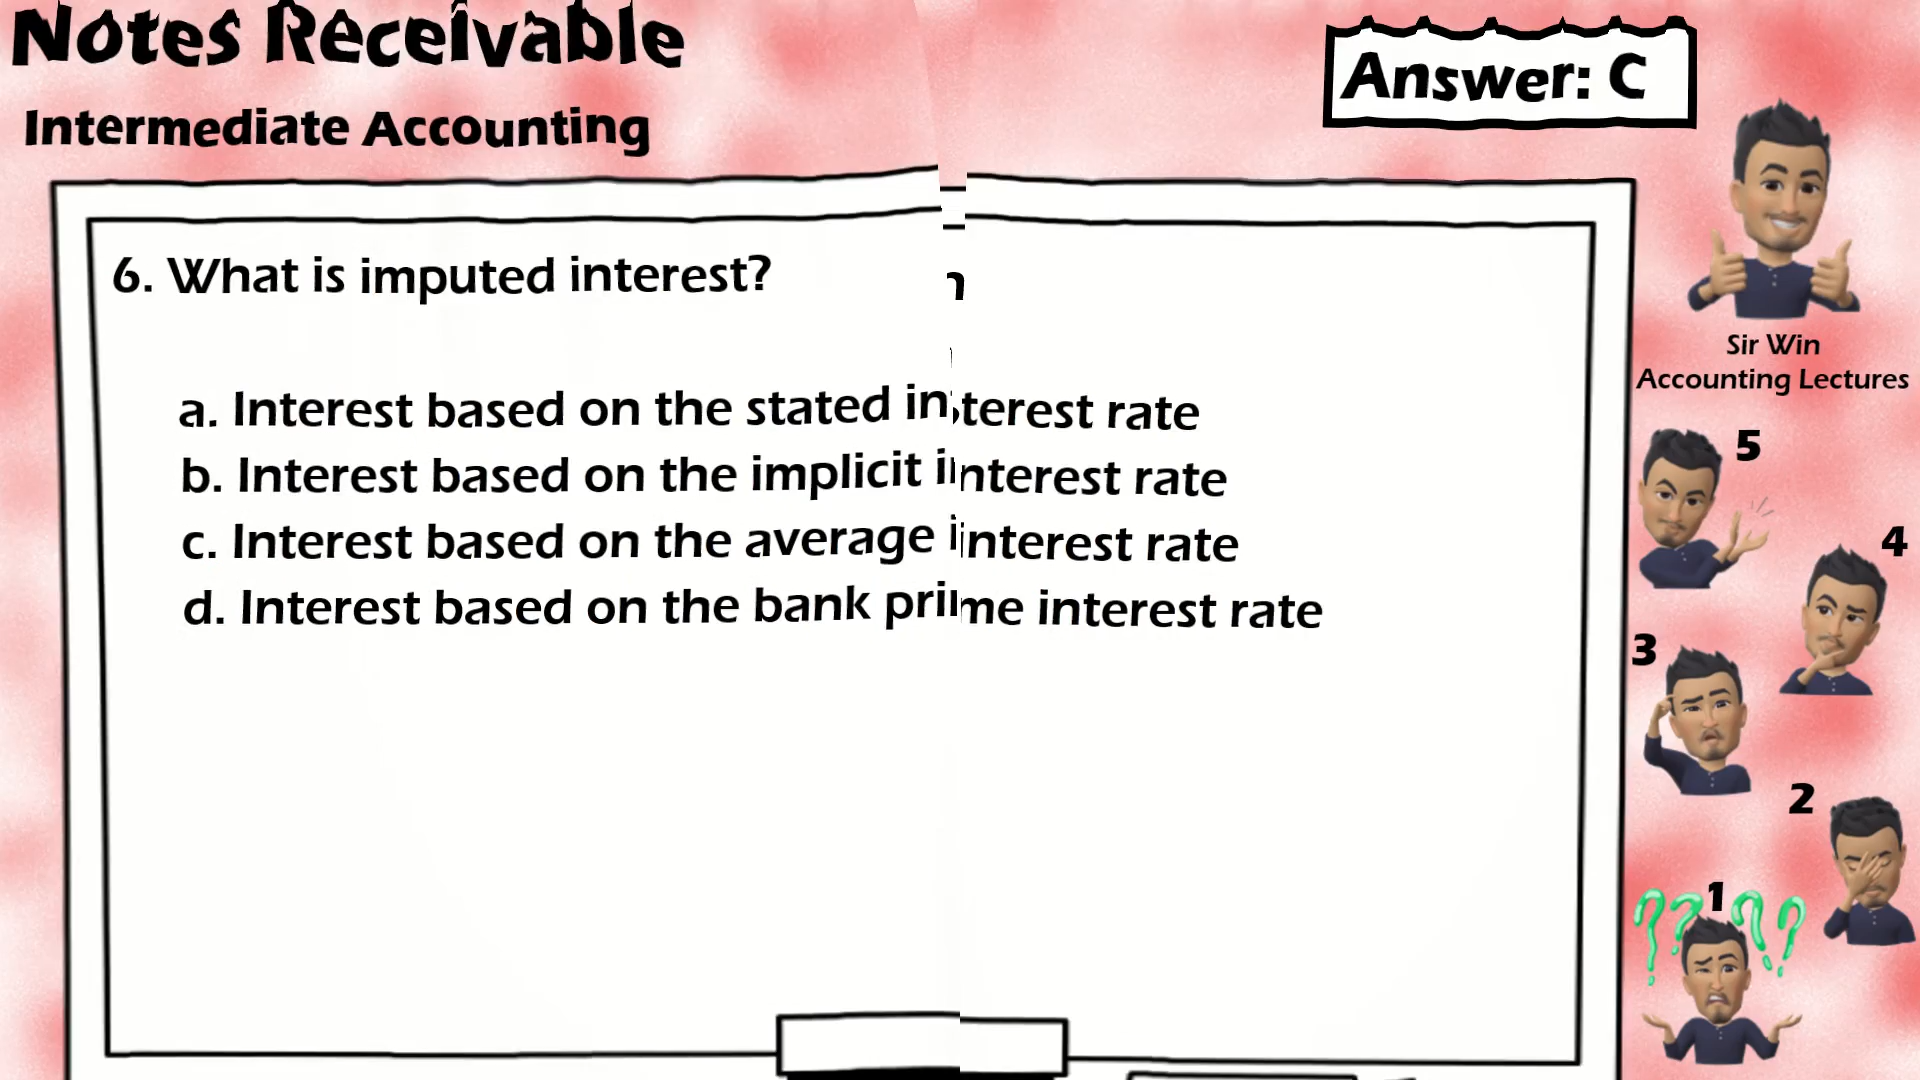 Notes Receivable
Intermediate Accounting
Answer: C
6. What is imputed interest?
a. Interest based on the stated interest rate
b. Interest based on the implicit interest rate
c. Interest based on the average interest rate
d. Interest based on the bank prime interest rate
Sir Win
Accounting Lectures
5
4
3
2
1